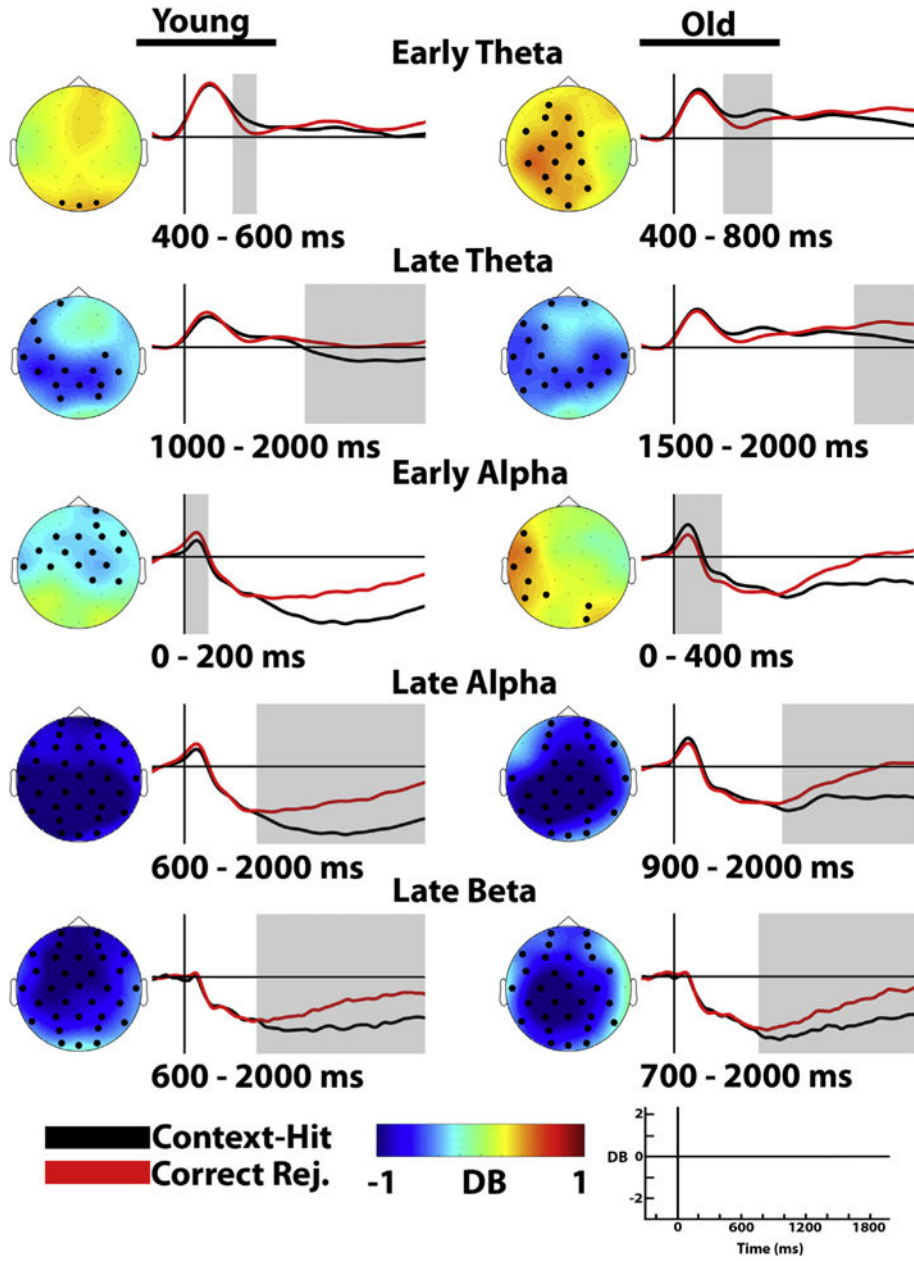 Young Old
Early Theta
400 - 600 ms 400 - 800 ms
Late Theta
1000 - 2000 ms 1500 - 2000 ms
Early Alpha
0 - 200 ms 0 - 400 ms
Late Alpha
600 - 2000 ms 900 - 2000 ms
Late Beta
600 - 2000 ms 700 - 2000 ms
Context-Hit
Correct Rej.
-1 DB 1
2
DB 0
-2
0 600 1200 1800
Time (ms)